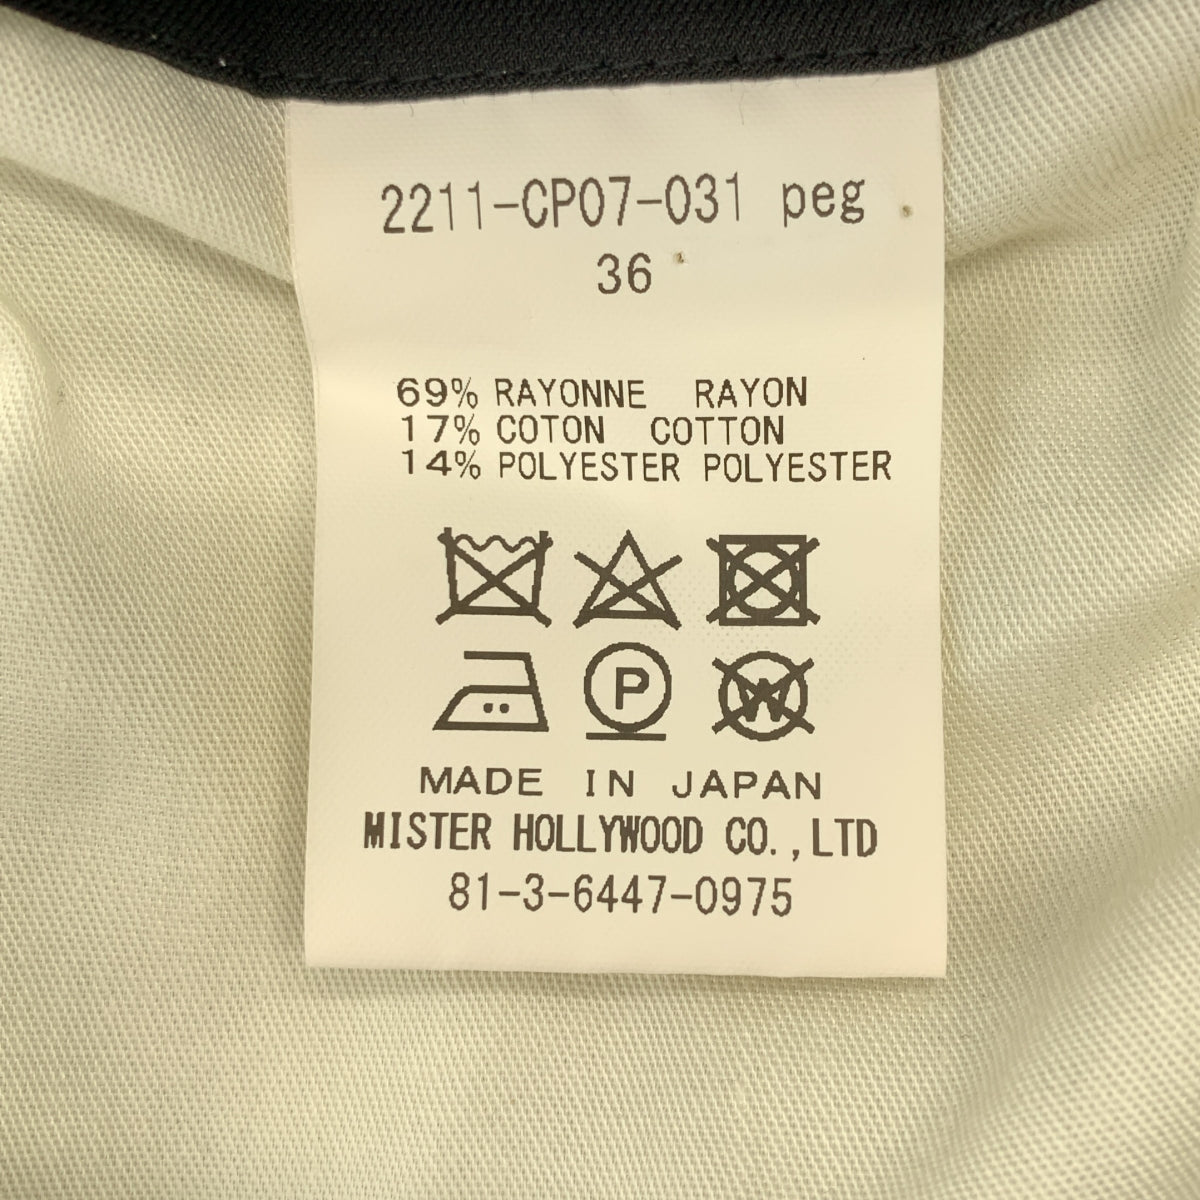 2211-CP07-031 peg
36
69% RAYONNE RAYON
17% COTON COTTON
14% POLYESTER POLYESTER
P W
MADE IN JAPAN
MISTER HOLLYWOOD CO.,LTD
81-3-6447-0975